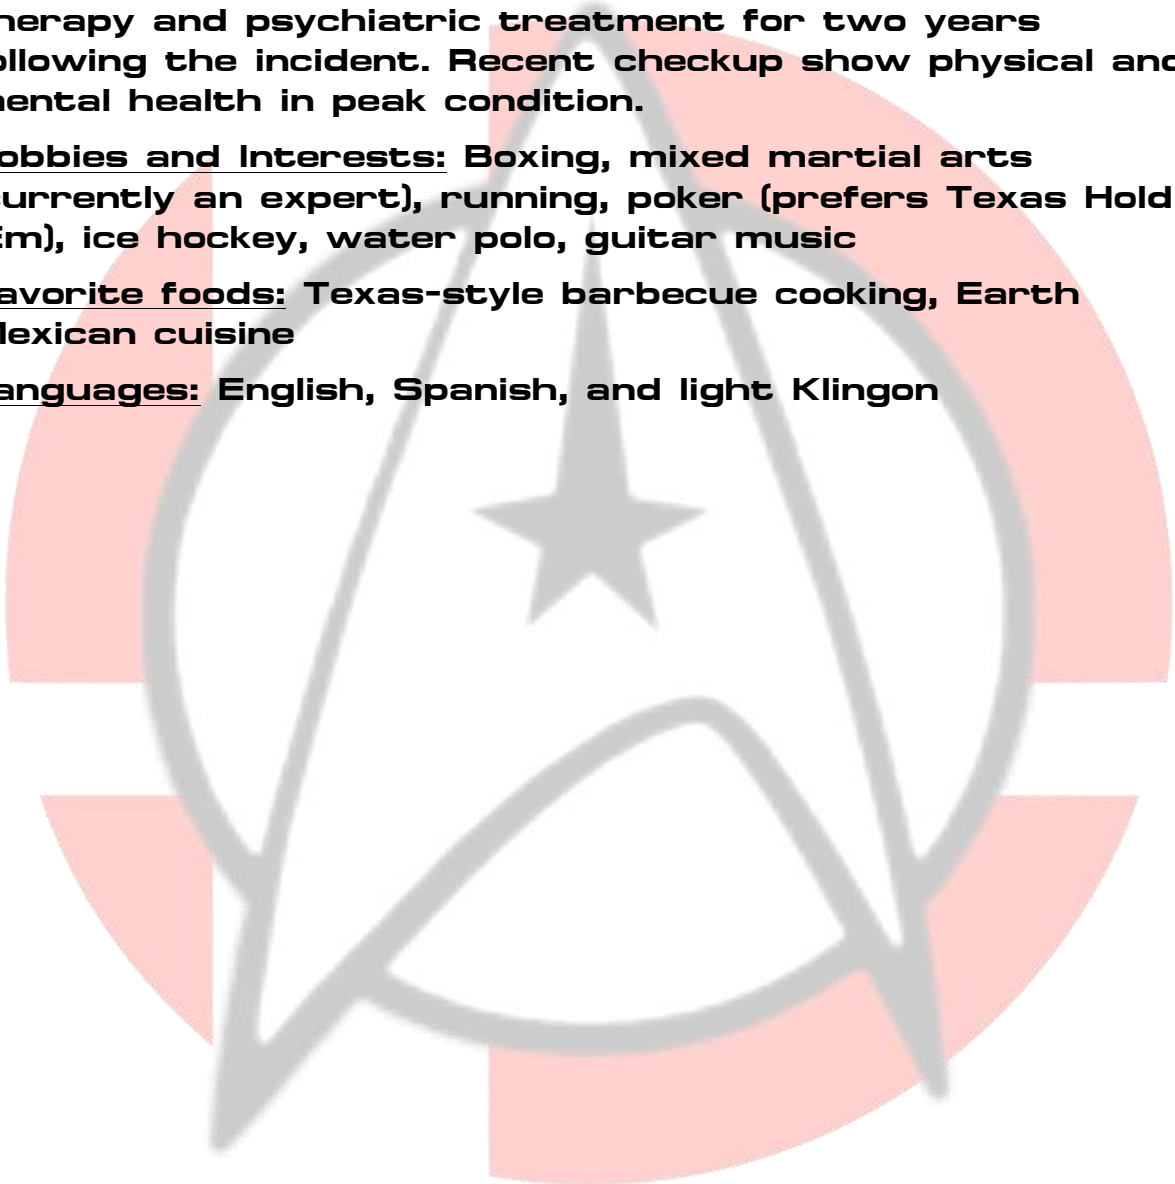 herapy and psychiatric treatment for two years
ollowing the incident. Recent checkup show physical and
ental health in peak condition.
obbies and Interests: Boxing, mixed martial arts
urrently an expert), running, poker (prefers Texas Hold
Em), ice hockey, water polo, guitar music
avorite foods: Texas-style barbecue cooking, Earth
exican cuisine
anguages: English, Spanish, and light Klingon